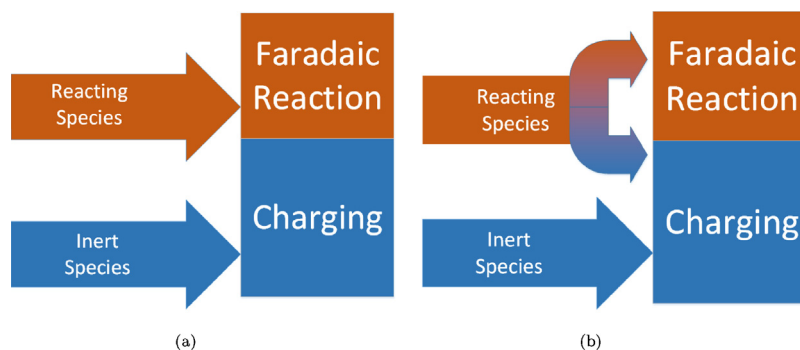 Reacting
Species
Faradaic
Reaction
Inert
Species
Charging
(a)
Reacting
Species
Faradaic
Reaction
Inert
Species
Charging
(b)